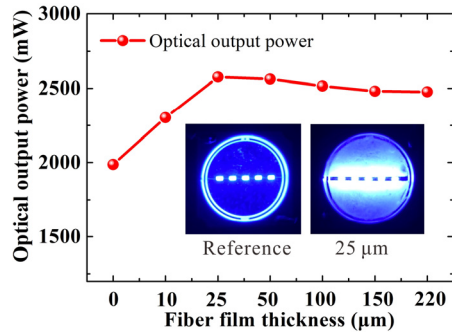 Optical output power (mW)
3000
2500
2000
1500
Optical output power
Reference
25 μm
0 10 25 50 100 150 220
Fiber film thickness (μm)